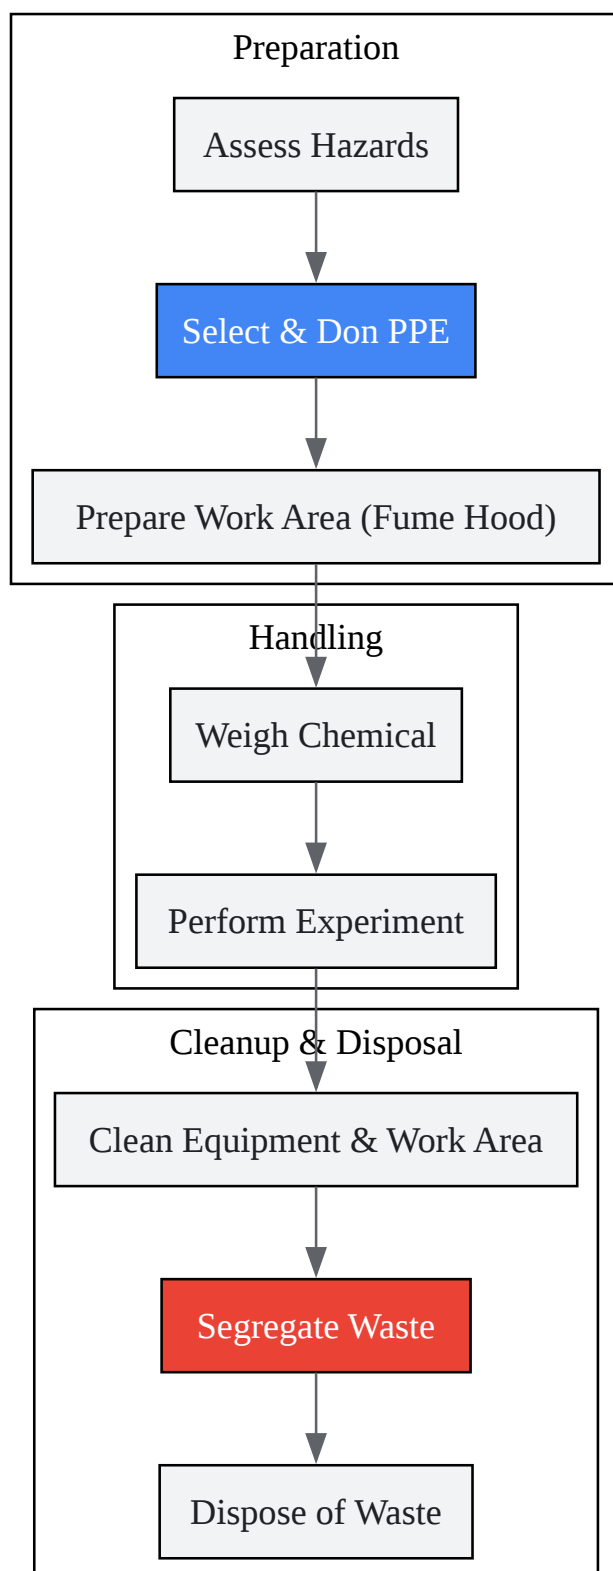 Preparation
Assess Hazards
Select & Don PPE
Prepare Work Area (Fume Hood)
Handling
Weigh Chemical
Perform Experiment
Cleanup & Disposal
Clean Equipment & Work Area
Segregate Waste
Dispose of Waste